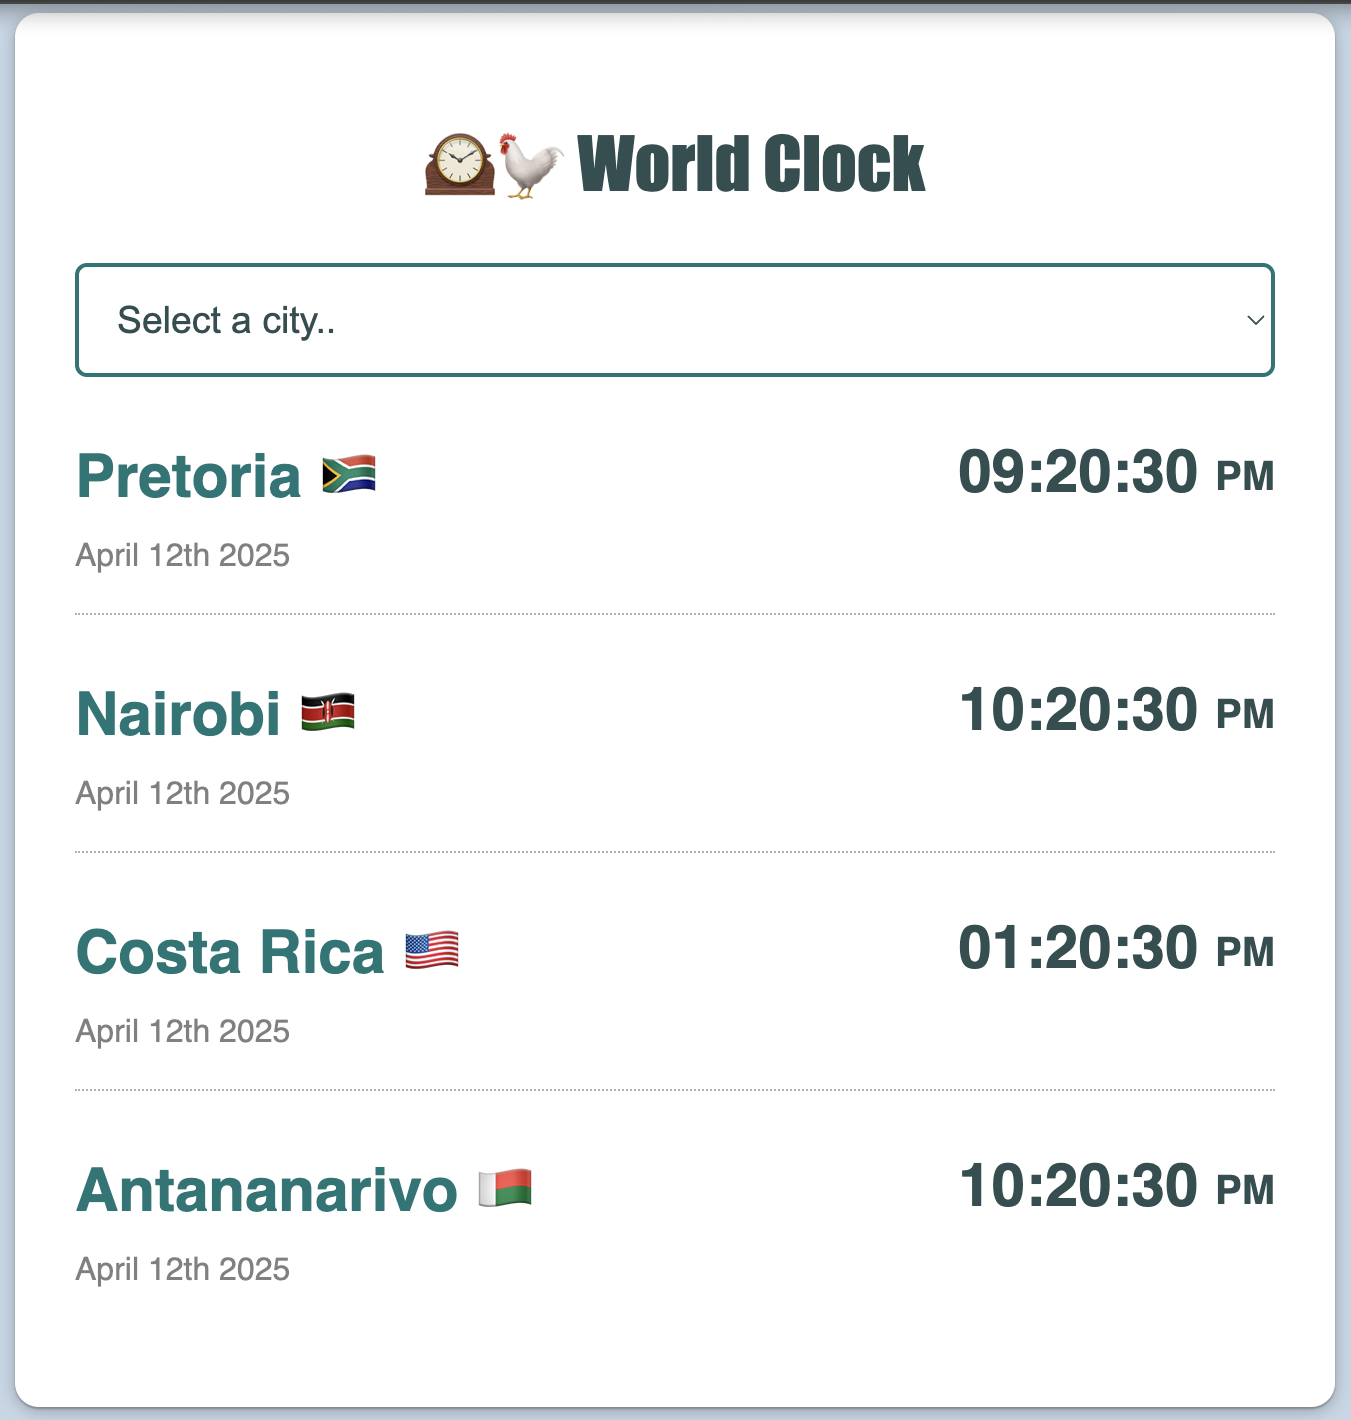 World Clock
Select a city..
Pretoria 09:20:30 PM
April 12th 2025
Nairobi 10:20:30 PM
April 12th 2025
Costa Rica 01:20:30 PM
April 12th 2025
Antananarivo 10:20:30 PM
April 12th 2025